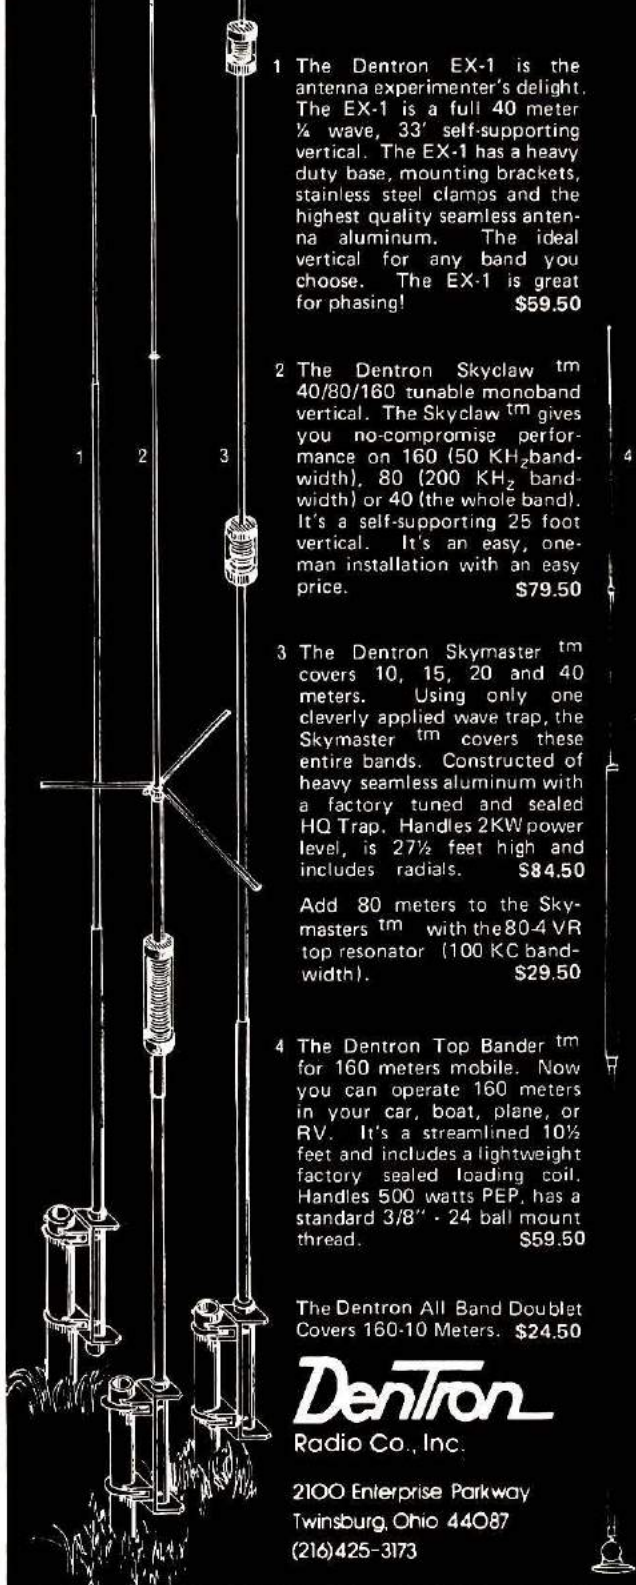 1 The Dentron EX-1 is the
antenna experimenter's delight.
The EX-1 is a full 40 meter
¼ wave, 33' self-supporting
vertical. The EX-1 has a heavy
duty base, mounting brackets,
stainless steel clamps and the
highest quality seamless anten-
na aluminum. The ideal
vertical for any band you
choose. The EX-1 is great
for phasing! $59.50
2 The Dentron Skyclaw tm
40/80/160 tunable monoband
vertical. The Skyclaw tm gives
you no-compromise perfor-
mance on 160 (50 KHz band-
width), 80 (200 KHz band-
width) or 40 (the whole band).
It's a self-supporting 25 foot
vertical. It's an easy, one-
man installation with an easy
price. $79.50
1 2 3 4
3 The Dentron Skymaster tm
covers 10, 15, 20 and 40
meters. Using only one
cleverly applied wave trap, the
Skymaster tm covers these
entire bands. Constructed of
heavy seamless aluminum with
a factory tuned and sealed
HQ Trap. Handles 2KW power
level, is 27½ feet high and
includes radials. $84.50
Add 80 meters to the Sky-
masters tm with the 80-4 VR
top resonator (100 KC band-
width). $29.50
4 The Dentron Top Bander tm
for 160 meters mobile. Now
you can operate 160 meters
in your car, boat, plane, or
RV. It's a streamlined 10½
feet and includes a lightweight
factory sealed loading coil.
Handles 500 watts PEP, has a
standard 3/8" - 24 ball mount
thread. $59.50
The Dentron All Band Doublet
Covers 160-10 Meters. $24.50
DenTron
Radio Co., Inc.
2100 Enterprise Parkway
Twinsburg, Ohio 44087
(216)425-3173